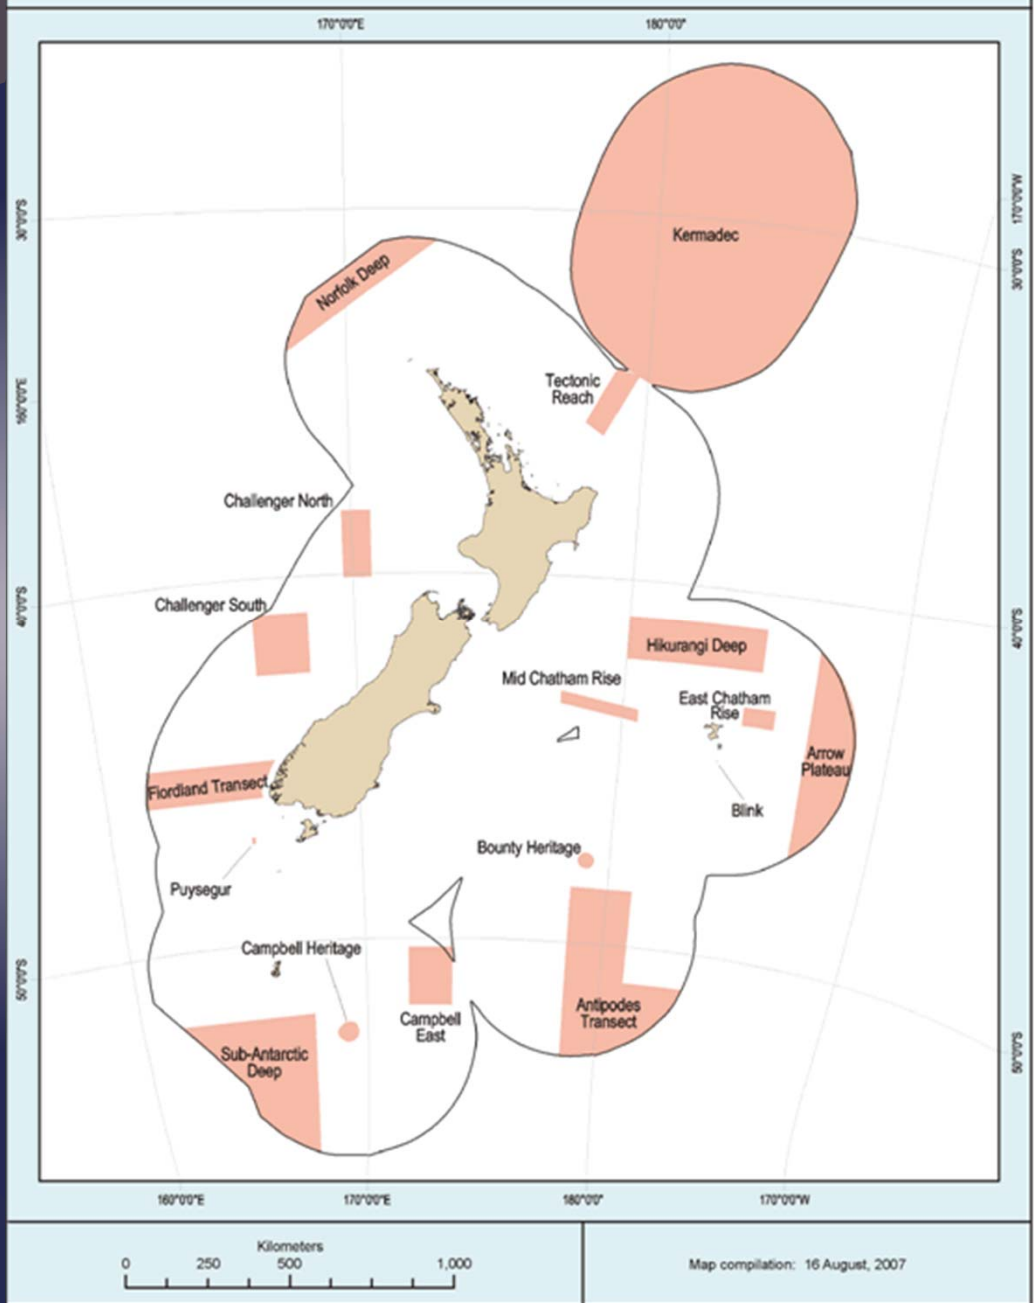 170°0'0"E
180°0'0"
30°0'0"S
170°0'0"W
Kermadec
30°0'0"S
Norfolk Deep
160°0'0"E
Tectonic
Reach
Challenger North
Challenger South
40°0'0"S
40°0'0"S
Hikurangi Deep
Mid Chatham Rise
East Chatham
Rise
Arrow
Plateau
Fiordland Transect
Blink
Bounty Heritage
Puysegur
Campbell Heritage
50°0'0"S
Antipodes
Transect
Campbell
East
50°0'0"S
Sub-Antarctic
Deep
160°0'0"E
170°0'0"E
180°0'0"
170°0'0"W
Kilometers
0 250 500 1,000
Map compilation: 16 August, 2007